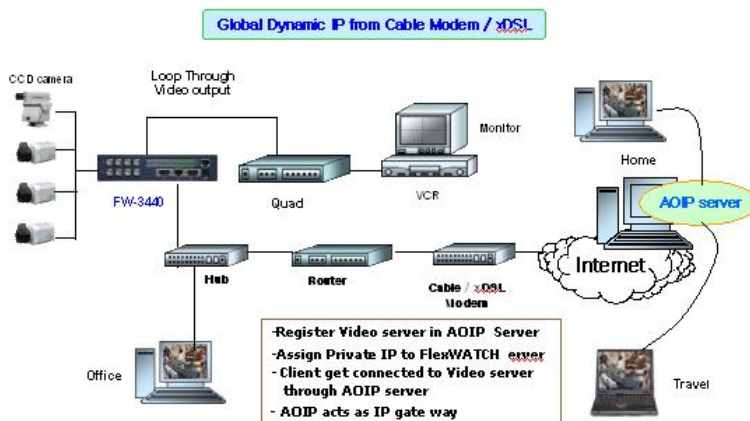 Global Dynamic IP from Cable Modem / xDSL
CCD camera
Loop Through
Video output
Monitor
Home
FW-3440
Quad
VCR
AOIP server
Internet
Hub
Router
Cable / xDSL
Modem
Office
-Register Video server in AOIP Server
-Assign Private IP to FlexWATCH erver
- Client get connected to Video server
through AOIP server
- AOIP acts as IP gate way
Travel